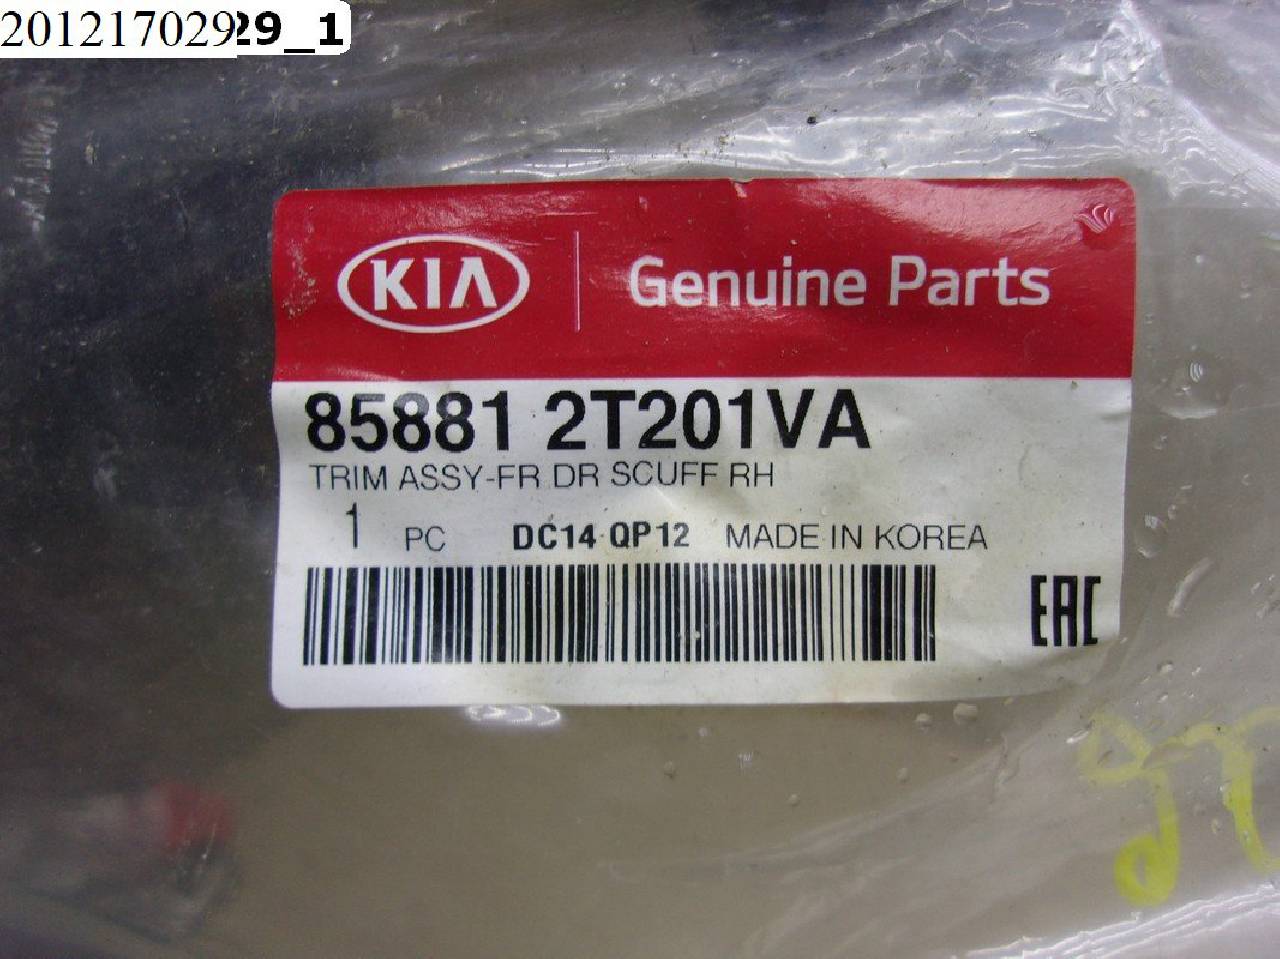 20121702929_1
KIA Genuine Parts
85881 2T201VA
TRIM ASSY-FR DR SCUFF RH
1 PC DC14 QP12 MADE IN KOREA
EAC